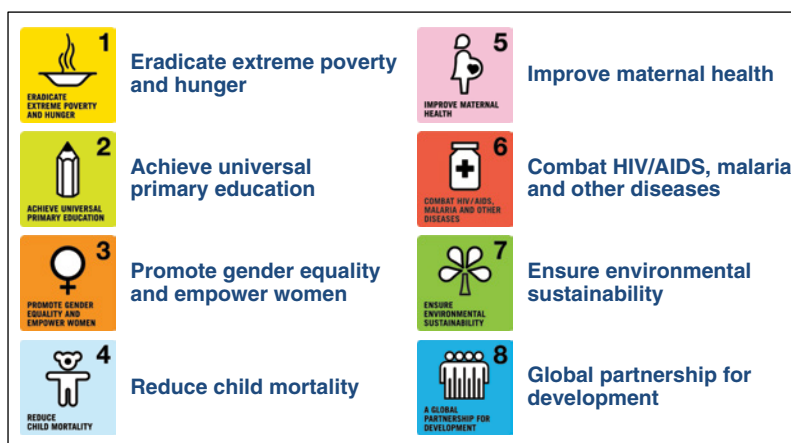 1
ERADICATE
EXTREME POVERTY
AND HUNGER
Eradicate extreme poverty
and hunger
2
ACHIEVE UNIVERSAL
PRIMARY EDUCATION
Achieve universal
primary education
3
PROMOTE GENDER
EQUALITY AND
EMPOWER WOMEN
Promote gender equality
and empower women
4
REDUCE
CHILD MORTALITY
Reduce child mortality
5
IMPROVE MATERNAL
HEALTH
Improve maternal health
6
COMBAT HIV/AIDS,
MALARIA AND OTHER
DISEASES
Combat HIV/AIDS, malaria
and other diseases
7
ENSURE
ENVIRONMENTAL
SUSTAINABILITY
Ensure environmental
sustainability
8
A GLOBAL
PARTNERSHIP FOR
DEVELOPMENT
Global partnership for
development